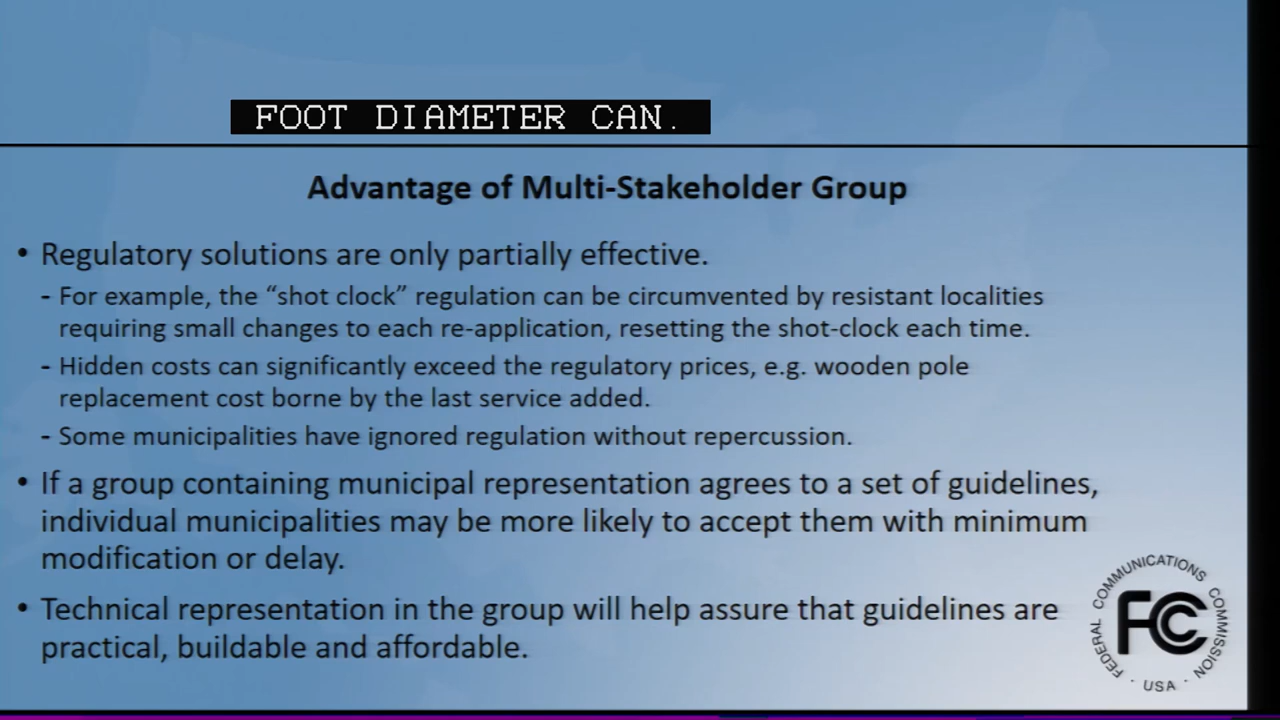 FOOT DIAMETER CAN.
Advantage of Multi-Stakeholder Group
• Regulatory solutions are only partially effective.
- For example, the “shot clock” regulation can be circumvented by resistant localities
requiring small changes to each re-application, resetting the shot-clock each time.
- Hidden costs can significantly exceed the regulatory prices, e.g. wooden pole
replacement cost borne by the last service added.
- Some municipalities have ignored regulation without repercussion.
• If a group containing municipal representation agrees to a set of guidelines,
individual municipalities may be more likely to accept them with minimum
modification or delay.
• Technical representation in the group will help assure that guidelines are
practical, buildable and affordable.
FEDERAL COMMUNICATIONS COMMISSION
FCC
· USA ·